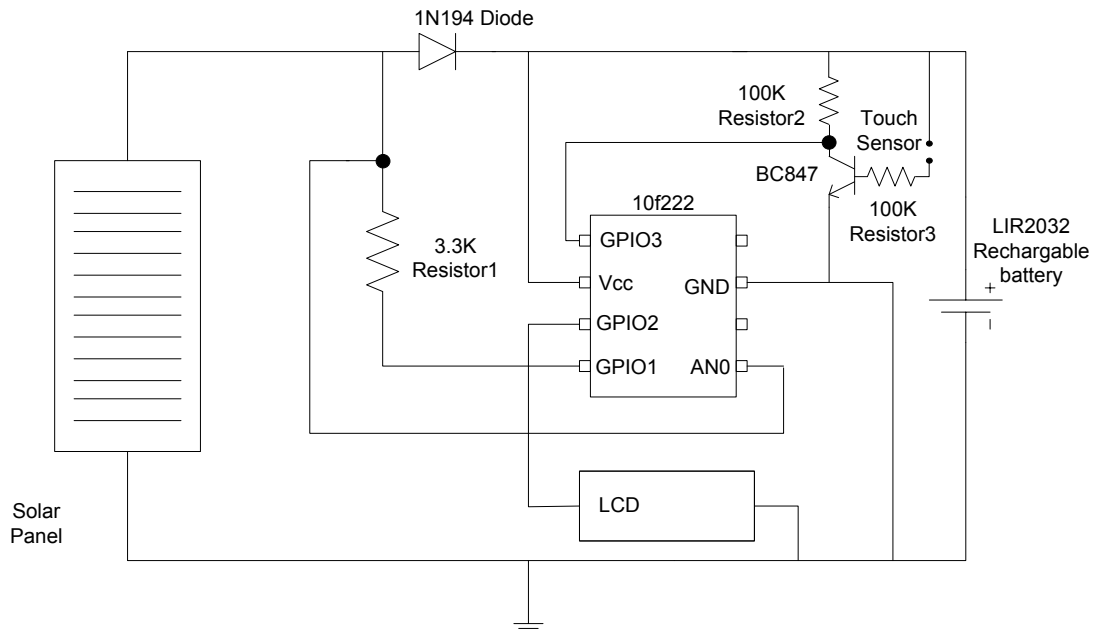 1N194 Diode
100K
Resistor2
Touch
Sensor
BC847
100K
Resistor3
10f222
3.3K
Resistor1
GPIO3
Vcc
GPIO2
GPIO1
GND
AN0
LIR2032
Rechargable
battery
+
-
LCD
Solar
Panel